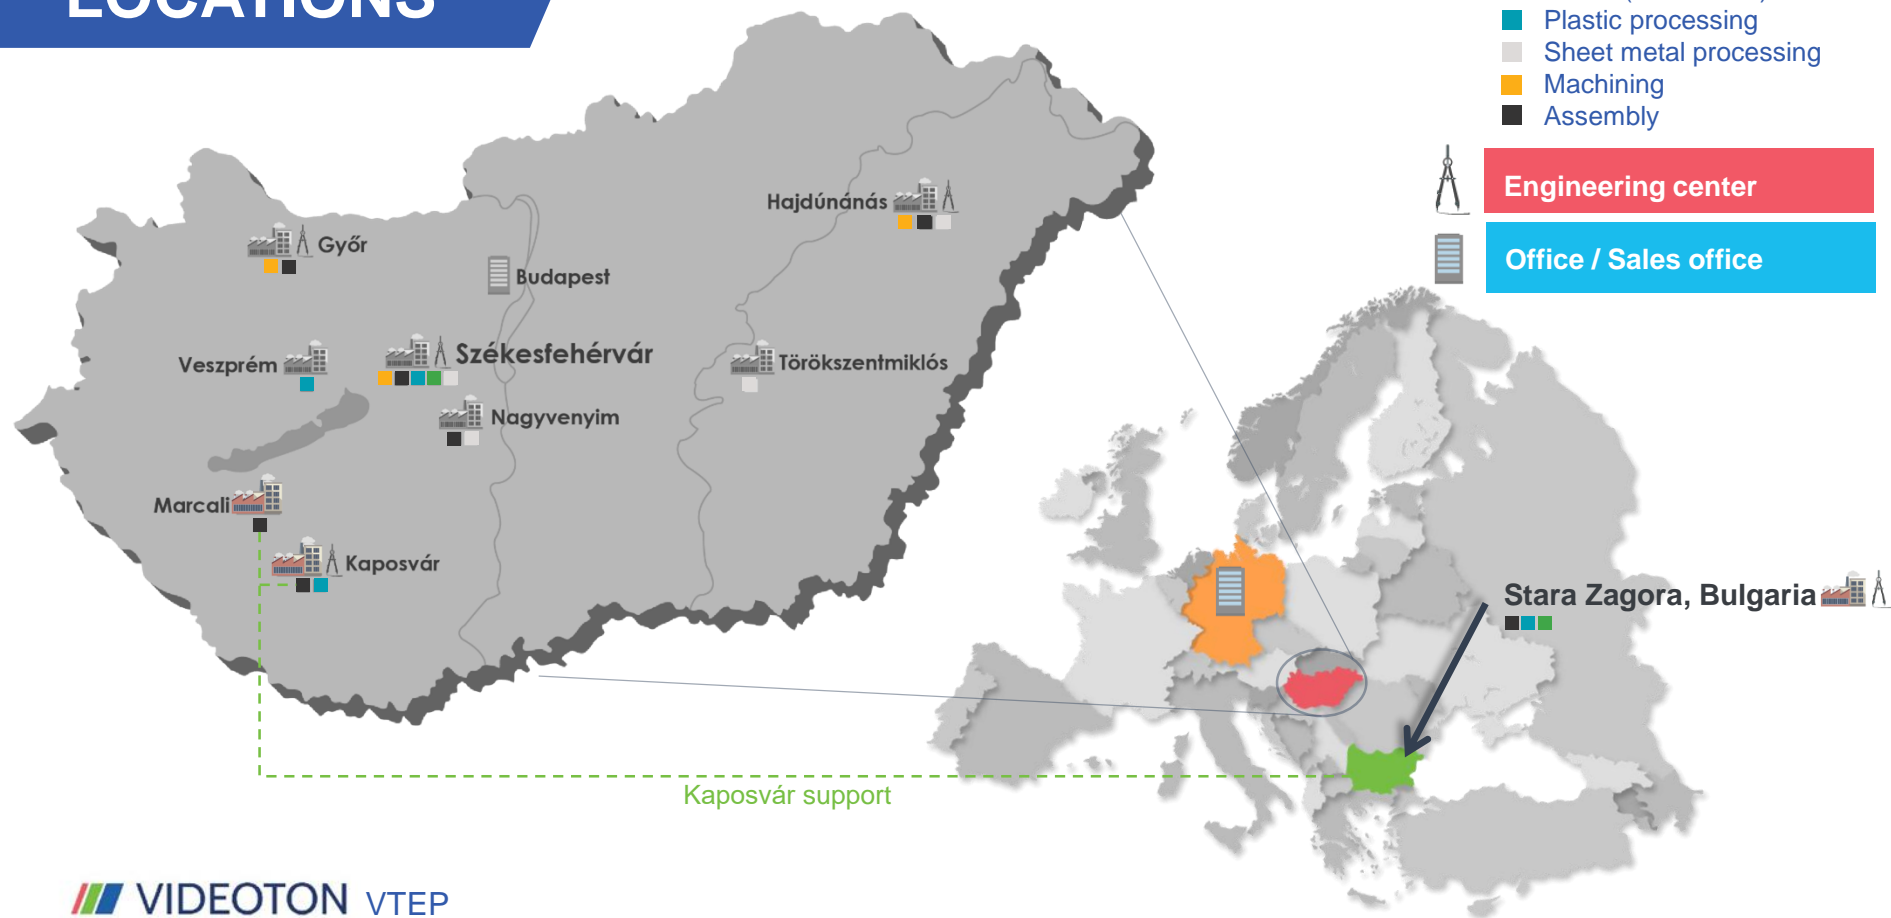 LOCATIONS
Plastic processing
Sheet metal processing
Machining
Assembly
Engineering center
Office / Sales office
Hajdúnánás
Győr
Budapest
Veszprém
Székesfehérvár
Törökszentmiklós
Nagyvenyim
Marcali
Kaposvár
Stara Zagora, Bulgaria
Kaposvár support
VIDEOTON VTEP